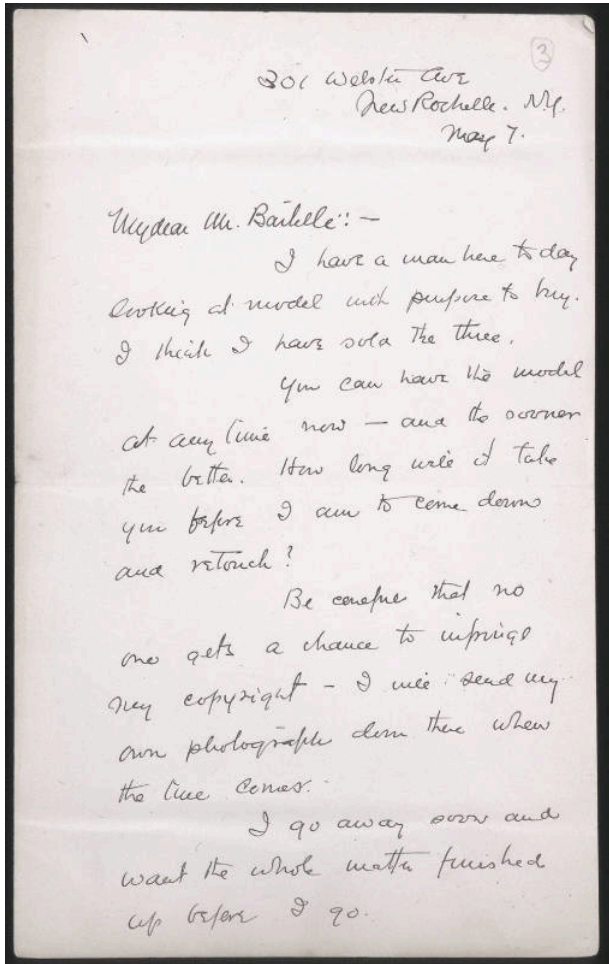 3
301 Webster Ave
New Rochelle. N.Y.
May 7.
My dear Mr. :—
I have a man here to day
looking at model with purpose to buy.
I think I have sold the three.
You can have the model
at any time now — and the sooner
the better. How long will it take
you before I am to come down
and retouch?
Be careful that no
one gets a chance to infringe
my copyright — I will send my
own photographer down there when
the time comes.
I go away soon and
want the whole matter finished
up before I go.